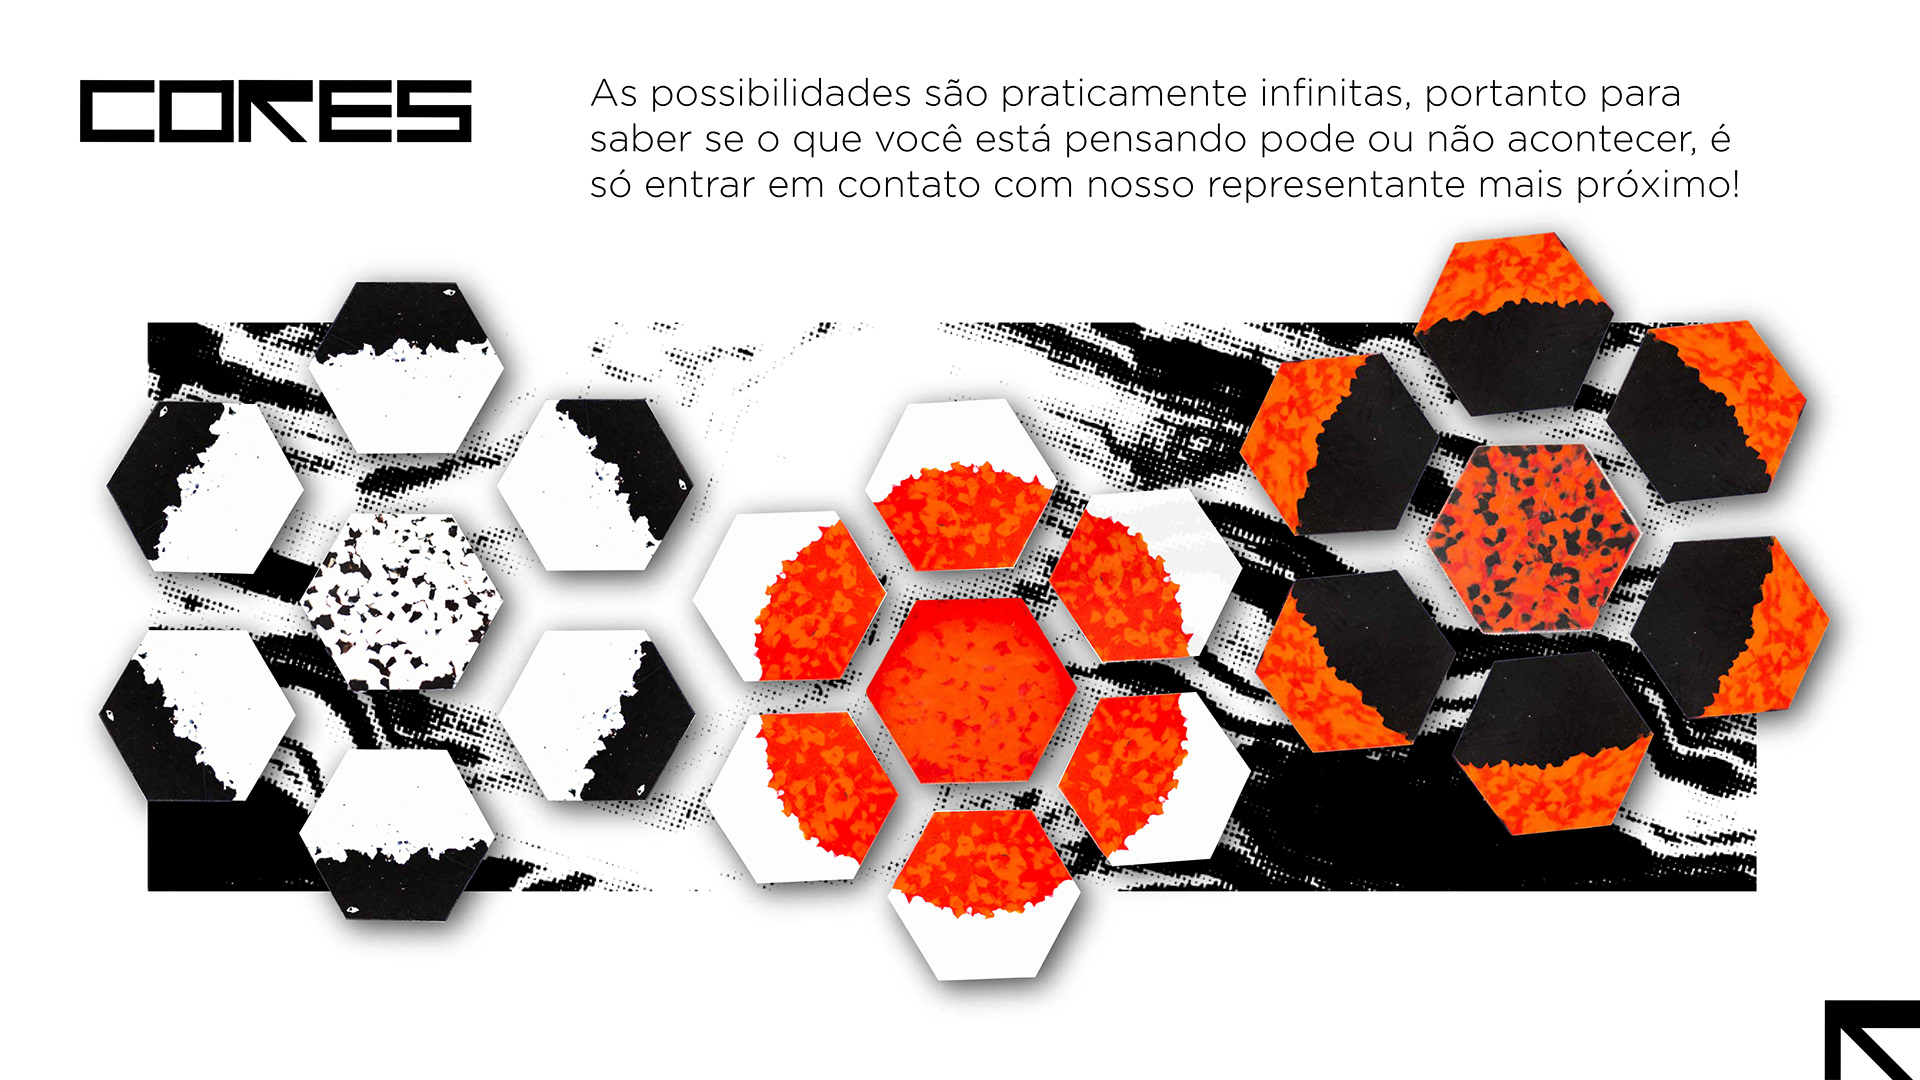 CORES
As possibilidades são praticamente infinitas, portanto para
saber se o que você está pensando pode ou não acontecer, é
só entrar em contato com nosso representante mais próximo!